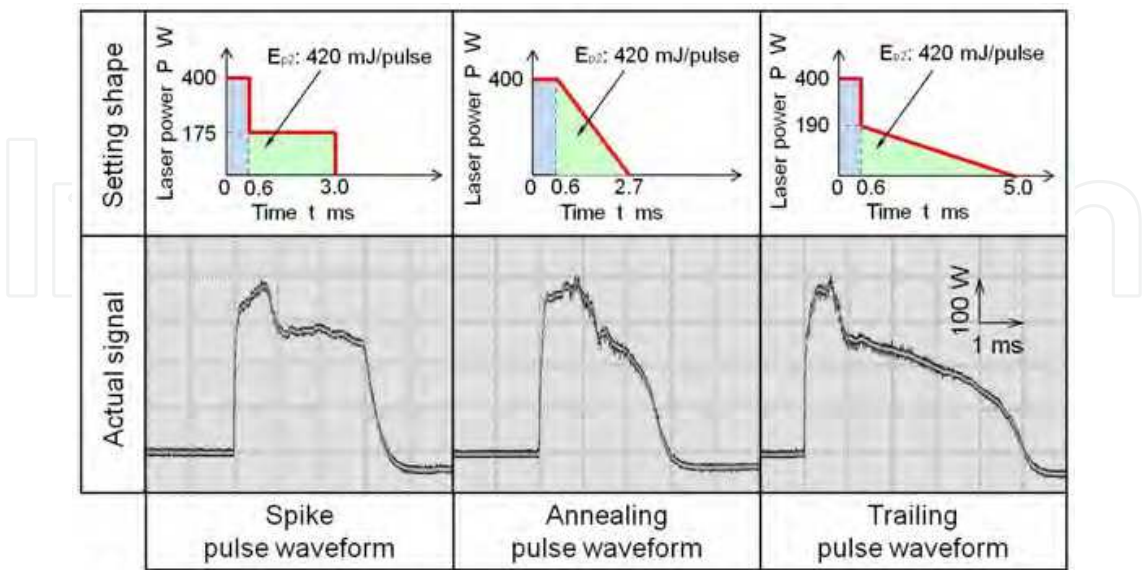 Setting shape
Laser power P W
400
175
0 0.6 3.0
Time t ms
Ep2: 420 mJ/pulse
Laser power P W
400
0 0.6 2.7
Time t ms
Ep2: 420 mJ/pulse
Laser power P W
400
190
0 0.6 5.0
Time t ms
Ep2: 420 mJ/pulse
Actual signal
100 W
1 ms
Spike
pulse waveform
Annealing
pulse waveform
Trailing
pulse waveform